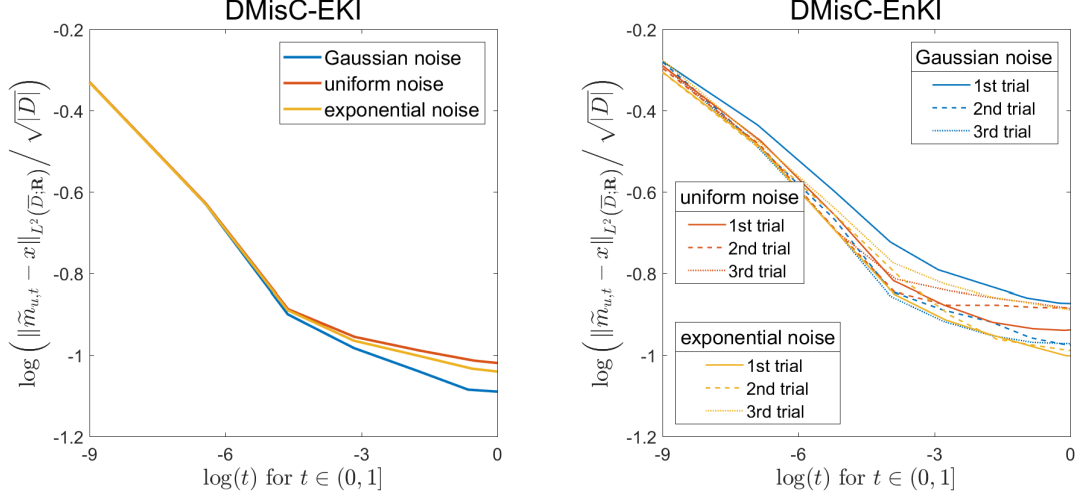 DMisC-EKI
-0.2
-0.4
-0.6
-0.8
-1.0
-1.2
-9
-6
-3
0
log ( ‖m̃_{u,t} − x‖_{L²(D̅;R)} / √|D| )
log(t) for t ∈ (0, 1]
Gaussian noise
uniform noise
exponential noise
DMisC-EnKI
-0.2
-0.4
-0.6
-0.8
-1.0
-1.2
-9
-6
-3
0
log ( ‖m̃_{u,t} − x‖_{L²(D̅;R)} / √|D| )
log(t) for t ∈ (0, 1]
Gaussian noise
1st trial
2nd trial
3rd trial
uniform noise
1st trial
2nd trial
3rd trial
exponential noise
1st trial
2nd trial
3rd trial